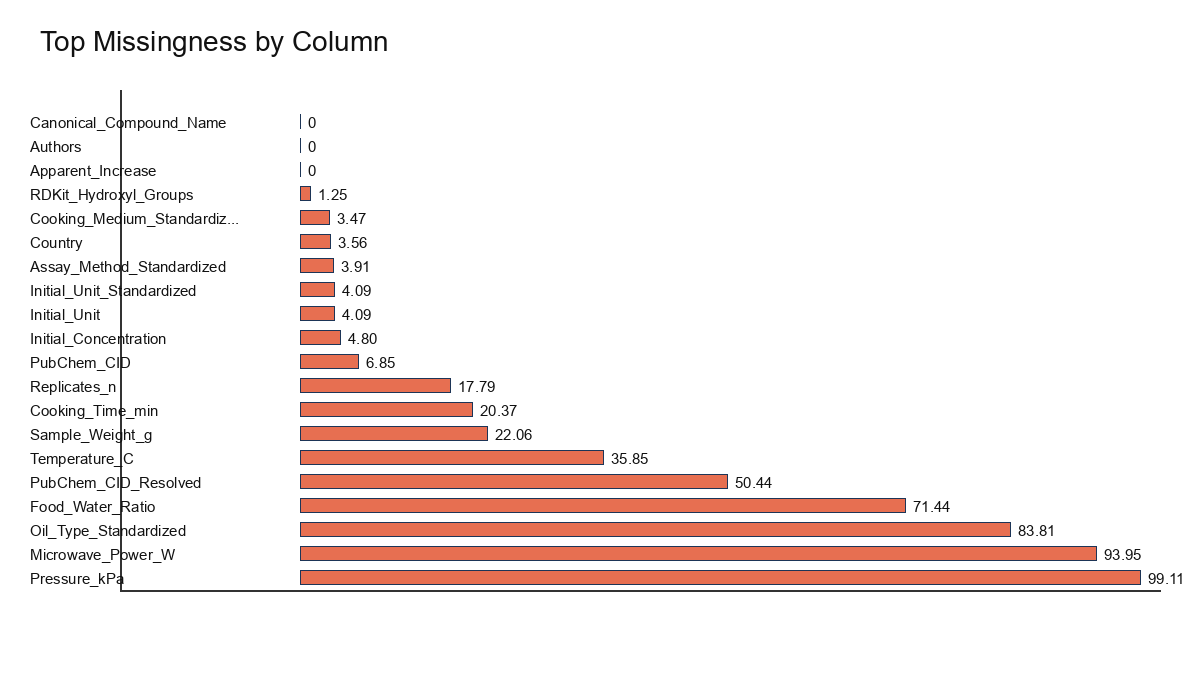 Top Missingness by Column
Canonical_Compound_Name 0
Authors 0
Apparent_Increase 0
RDKit_Hydroxyl_Groups 1.25
Cooking_Medium_Standardiz... 3.47
Country 3.56
Assay_Method_Standardized 3.91
Initial_Unit_Standardized 4.09
Initial_Unit 4.09
Initial_Concentration 4.80
PubChem_CID 6.85
Replicates_n 17.79
Cooking_Time_min 20.37
Sample_Weight_g 22.06
Temperature_C 35.85
PubChem_CID_Resolved 50.44
Food_Water_Ratio 71.44
Oil_Type_Standardized 83.81
Microwave_Power_W 93.95
Pressure_kPa 99.11